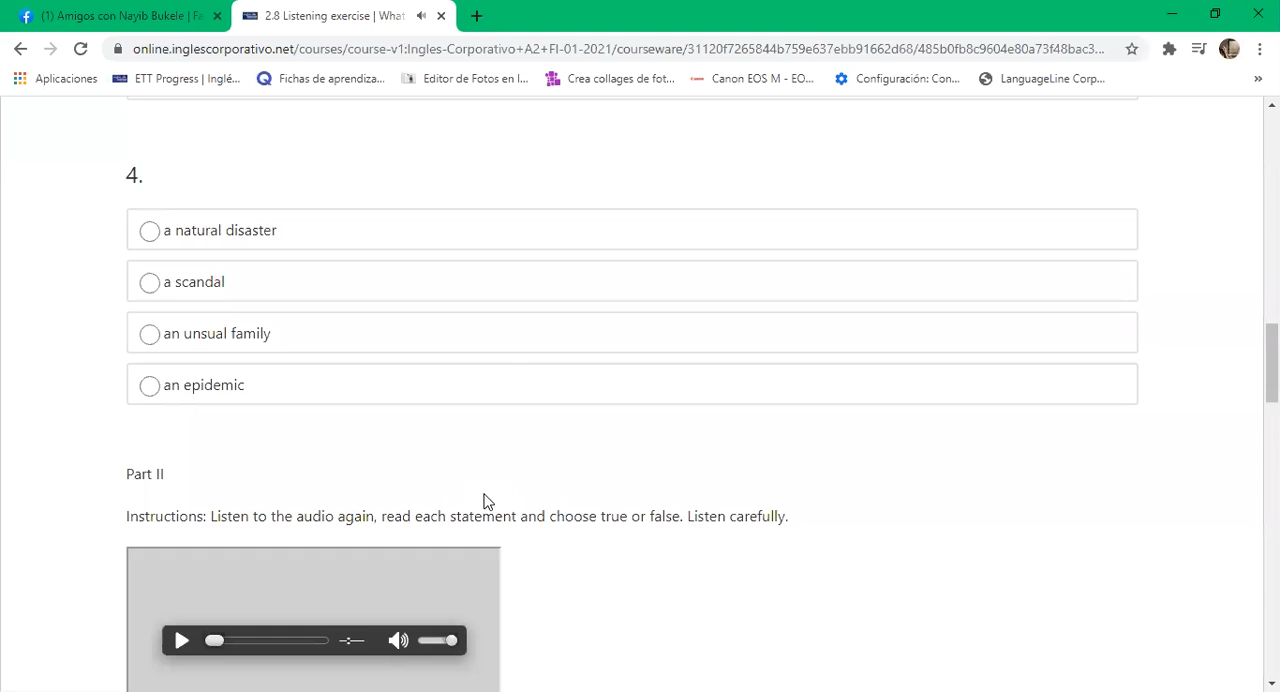 (1) Amigos con Nayib Bukele | Fa
2.8 Listening exercise | What
online.inglescorporativo.net/courses/course-v1:Ingles-Corporativo+A2+FI-01-2021/courseware/31120f7265844b759e637ebb91662d68/485b0fb8c9604e80a73f48bac3...
Aplicaciones
ETT Progress | Inglé...
Fichas de aprendiza...
Editor de Fotos en l...
Crea collages de fot...
Canon EOS M - EO...
Configuración: Con...
LanguageLine Corp...
»
4.
a natural disaster
a scandal
an unsual family
an epidemic
Part II
Instructions: Listen to the audio again, read each statement and choose true or false. Listen carefully.
-:--